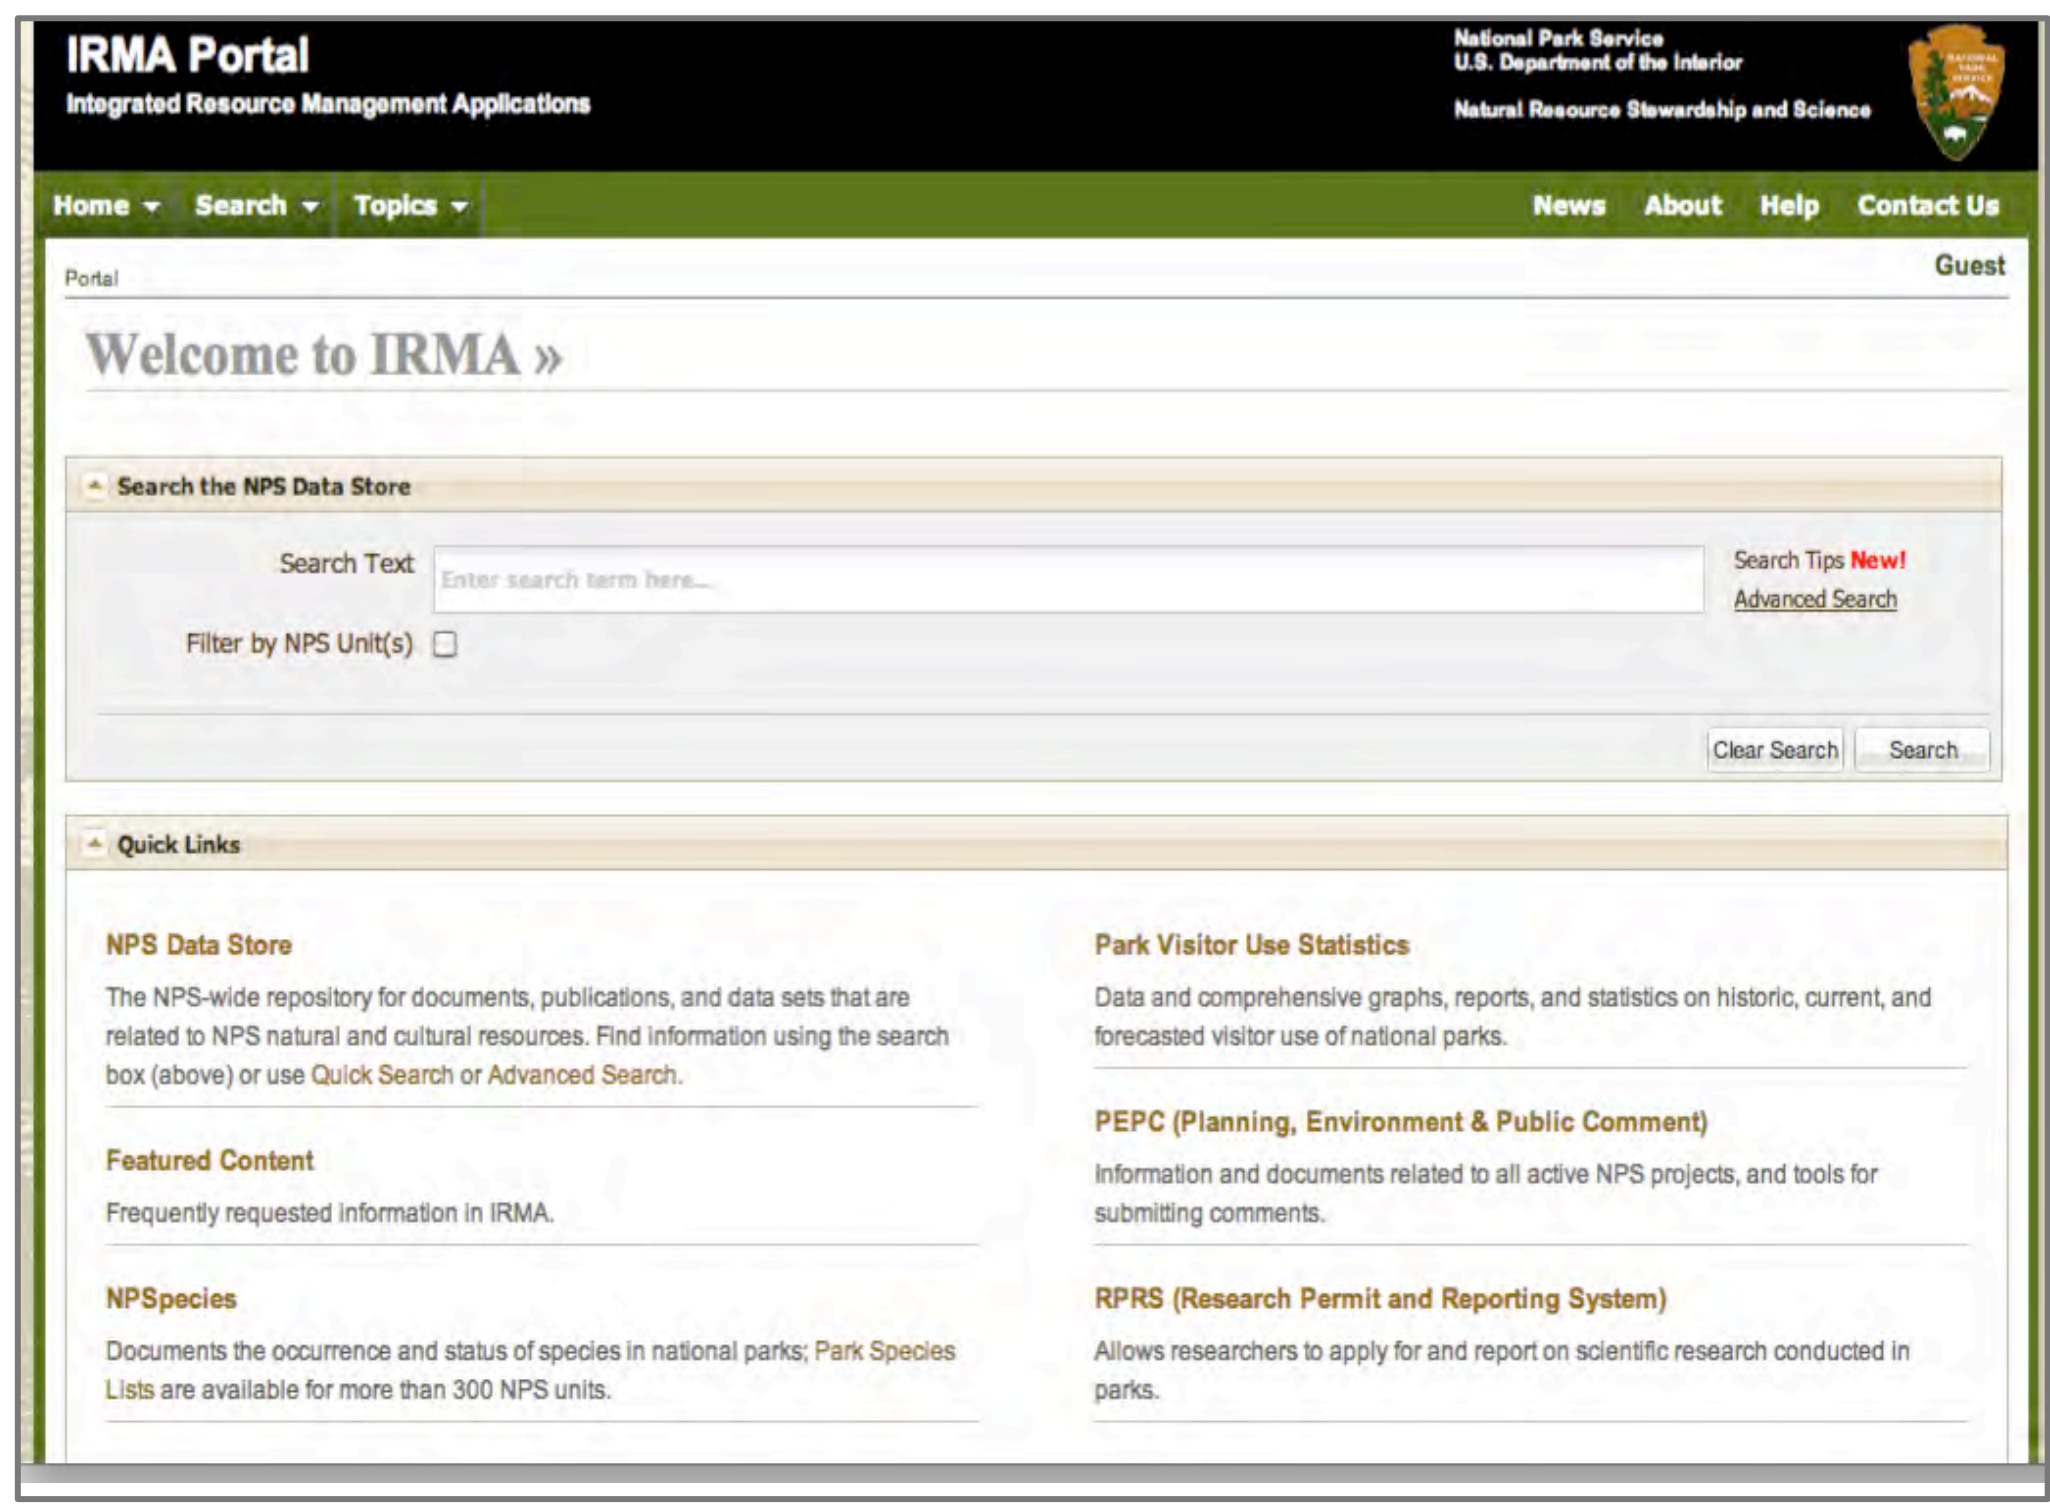 IRMA Portal
Integrated Resource Management Applications
National Park Service
U.S. Department of the Interior
Natural Resource Stewardship and Science
NATIONAL
PARK
SERVICE
Home Search Topics News About Help Contact Us
Guest
Portal
Welcome to IRMA »
Search the NPS Data Store
Search Text
Enter search term here...
Search Tips New!
Advanced Search
Filter by NPS Unit(s)
Clear Search Search
Quick Links
NPS Data Store
The NPS-wide repository for documents, publications, and data sets that are
related to NPS natural and cultural resources. Find information using the search
box (above) or use Quick Search or Advanced Search.
Featured Content
Frequently requested information in IRMA.
NPSpecies
Documents the occurrence and status of species in national parks; Park Species
Lists are available for more than 300 NPS units.
Park Visitor Use Statistics
Data and comprehensive graphs, reports, and statistics on historic, current, and
forecasted visitor use of national parks.
PEPC (Planning, Environment & Public Comment)
Information and documents related to all active NPS projects, and tools for
submitting comments.
RPRS (Research Permit and Reporting System)
Allows researchers to apply for and report on scientific research conducted in
parks.